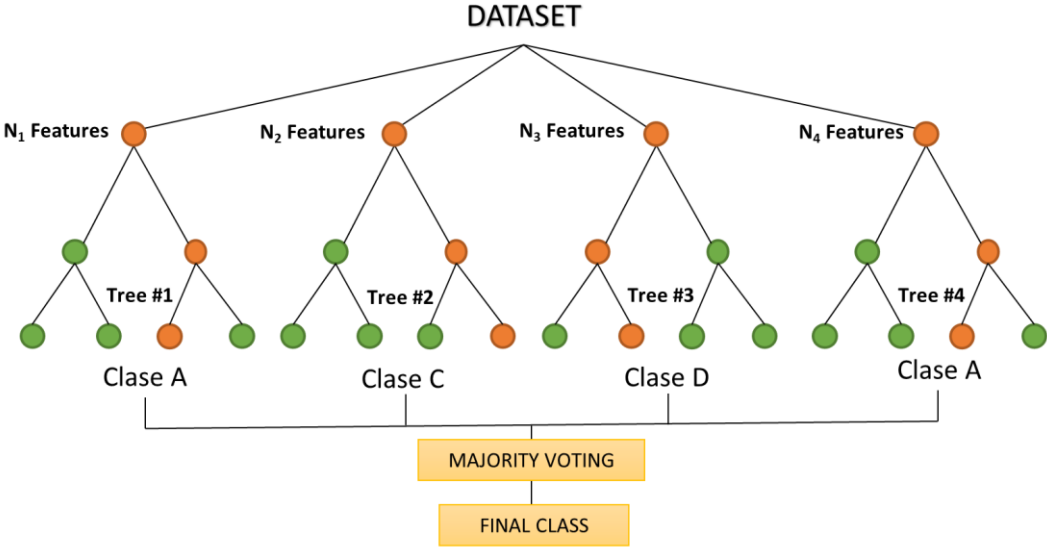 DATASET
N₁ Features
N₂ Features
N₃ Features
N₄ Features
Tree #1
Tree #2
Tree #3
Tree #4
Clase A
Clase C
Clase D
Clase A
MAJORITY VOTING
FINAL CLASS